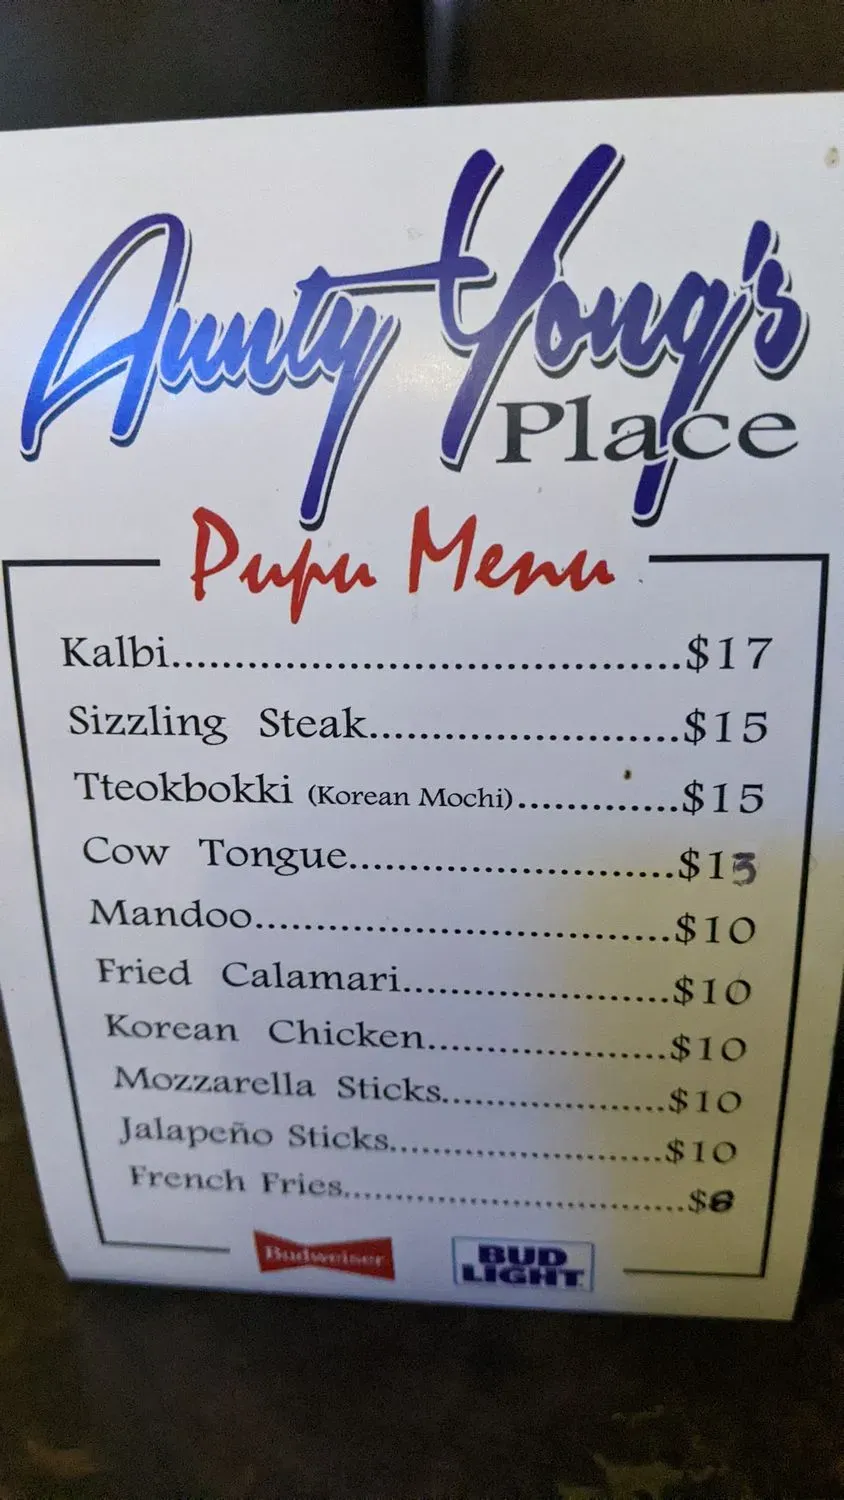 Aunty Yong's
Place
Pupu Menu
Kalbi........................................$17
Sizzling Steak........................$15
Tteokbokki (Korean Mochi).............$15
Cow Tongue..........................$15
Mandoo.................................$10
Fried Calamari.....................$10
Korean Chicken...................$10
Mozzarella Sticks..................$10
Jalapeño Sticks......................$10
French Fries............................$6
Budweiser
BUD
LIGHT